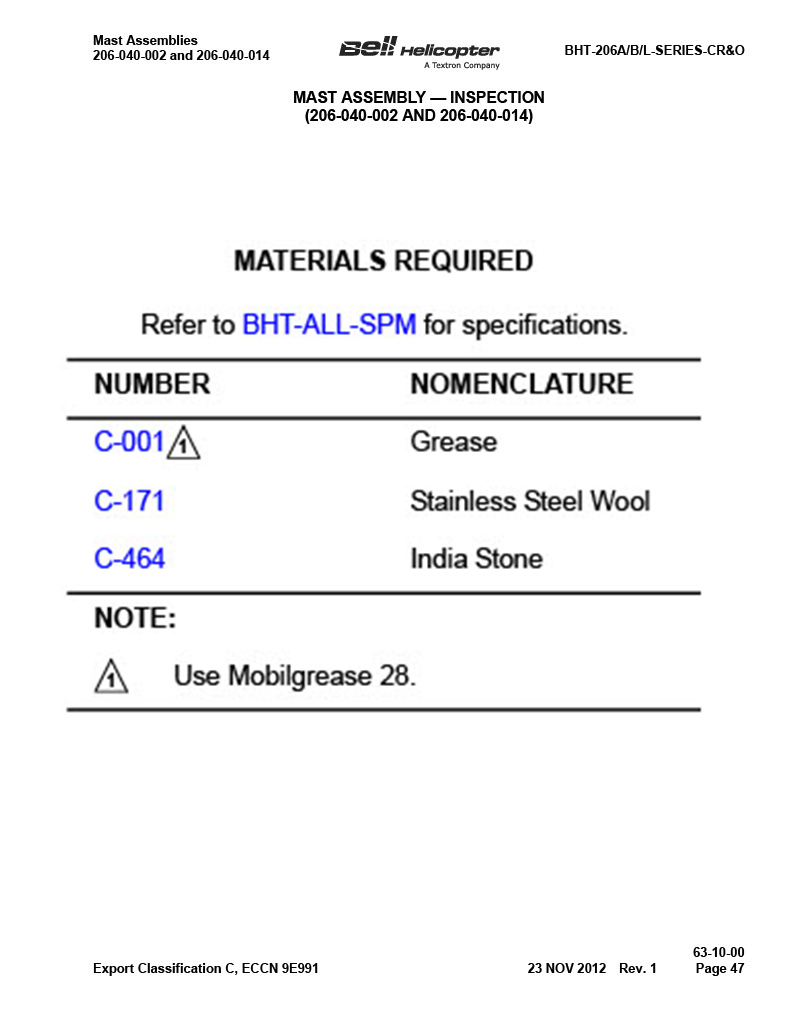 Mast Assemblies
206-040-002 and 206-040-014
Bell Helicopter
A Textron Company
BHT-206A/B/L-SERIES-CR&O
MAST ASSEMBLY — INSPECTION
(206-040-002 AND 206-040-014)
MATERIALS REQUIRED
Refer to BHT-ALL-SPM for specifications.
NUMBER NOMENCLATURE
C-001 1 Grease
C-171 Stainless Steel Wool
C-464 India Stone
NOTE:
1 Use Mobilgrease 28.
63-10-00
Export Classification C, ECCN 9E991 23 NOV 2012 Rev. 1 Page 47